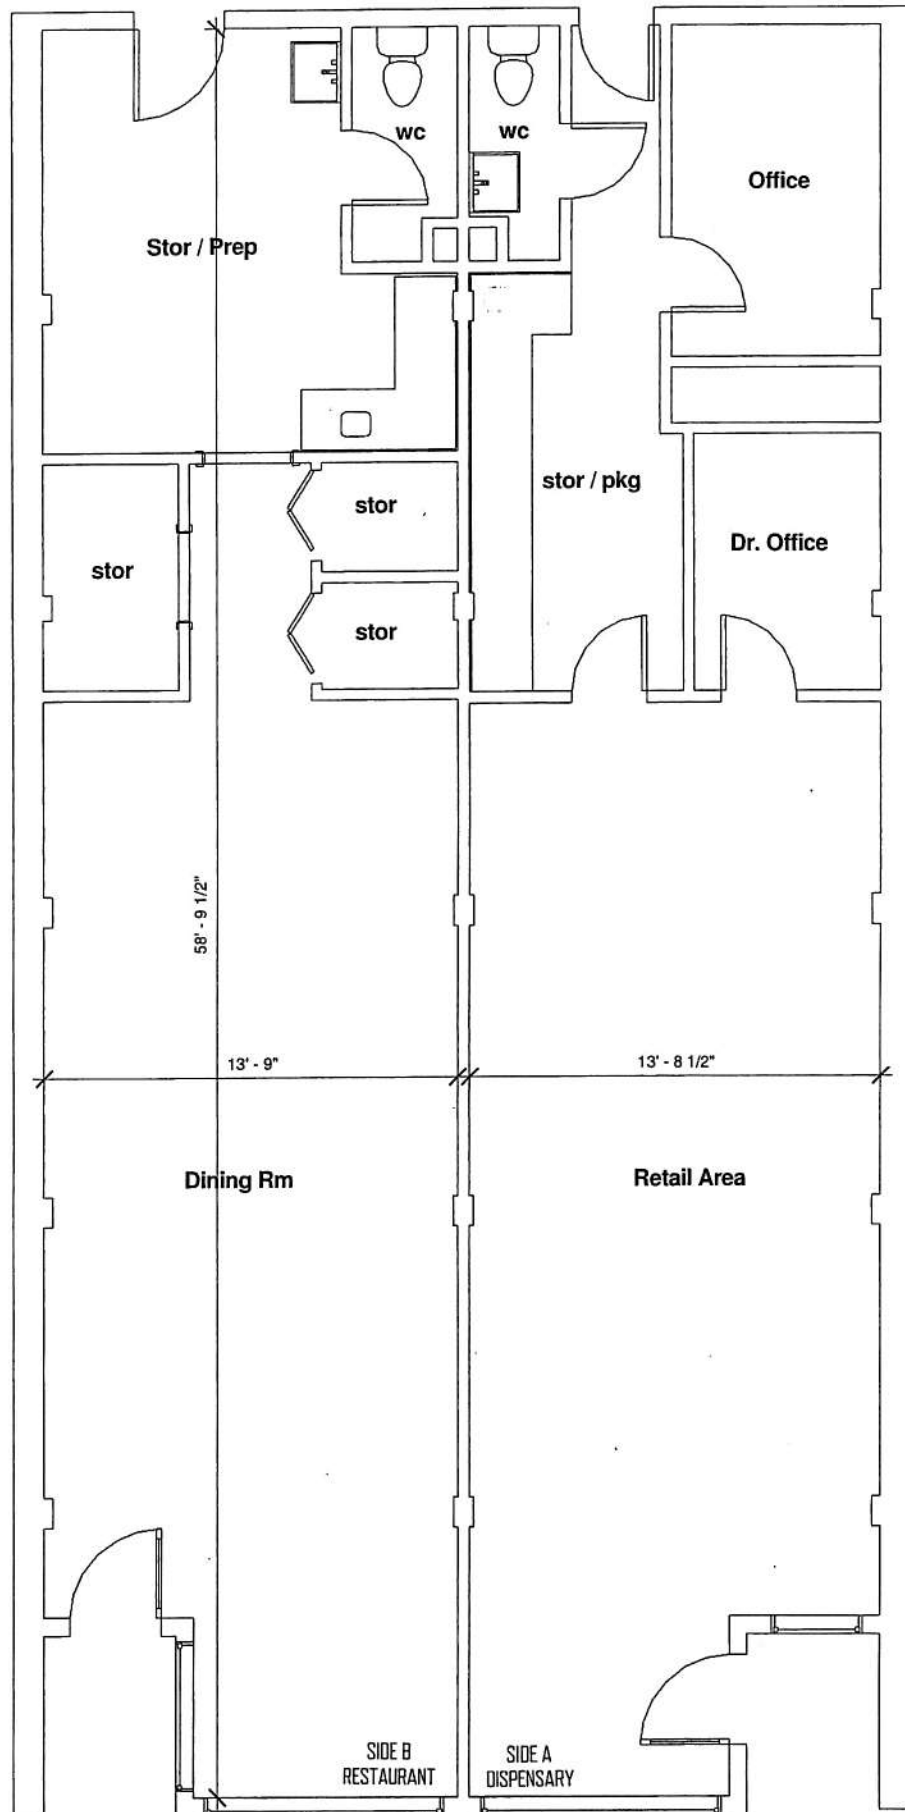 wc
wc
Office
Stor / Prep
stor / pkg
stor
Dr. Office
stor
stor
58' - 9 1/2"
13' - 9"
13' - 8 1/2"
Dining Rm
Retail Area
SIDE B
RESTAURANT
SIDE A
DISPENSARY